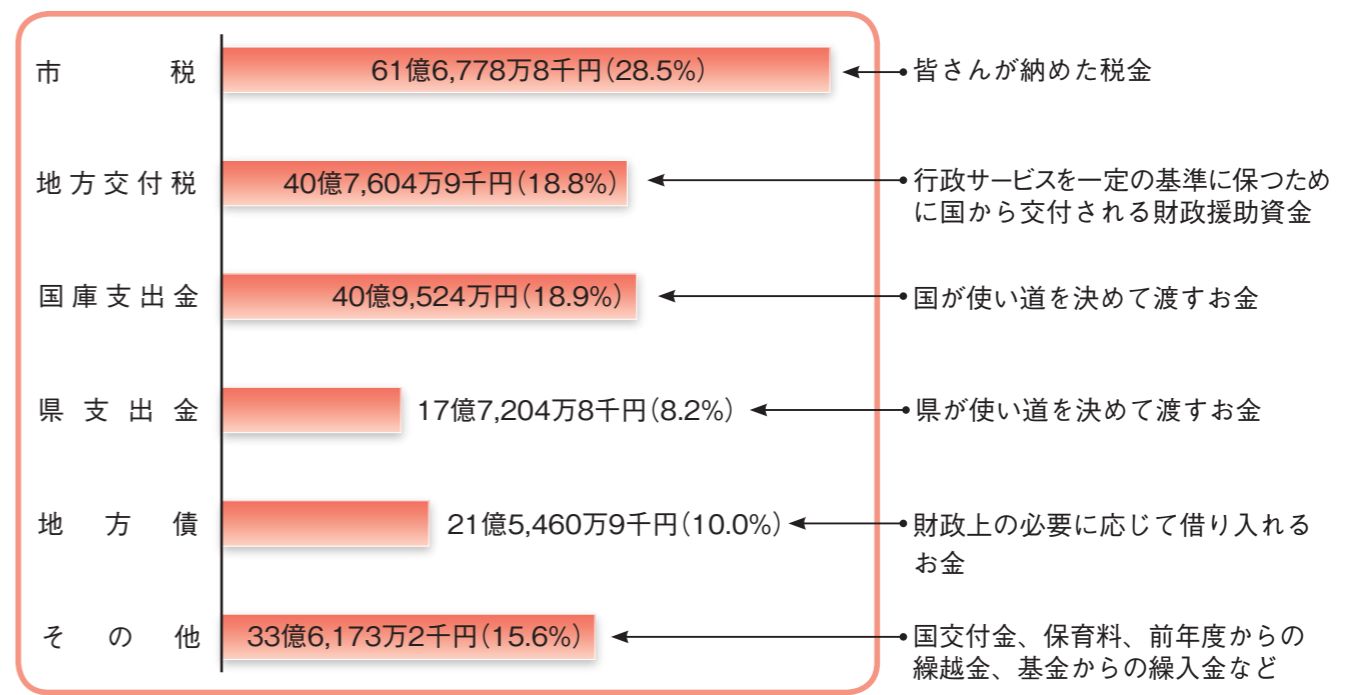 市税
61億6,778万8千円(28.5%)
皆さんが納めた税金
地方交付税
40億7,604万9千円(18.8%)
行政サービスを一定の基準に保つため
に国から交付される財政援助資金
国庫支出金
40億9,524万円(18.9%)
国が使い道を決めて渡すお金
県支出金
17億7,204万8千円(8.2%)
県が使い道を決めて渡すお金
地方債
21億5,460万9千円(10.0%)
財政上の必要に応じて借り入れる
お金
その他
33億6,173万2千円(15.6%)
国交付金、保育料、前年度からの
繰越金、基金からの繰入金など